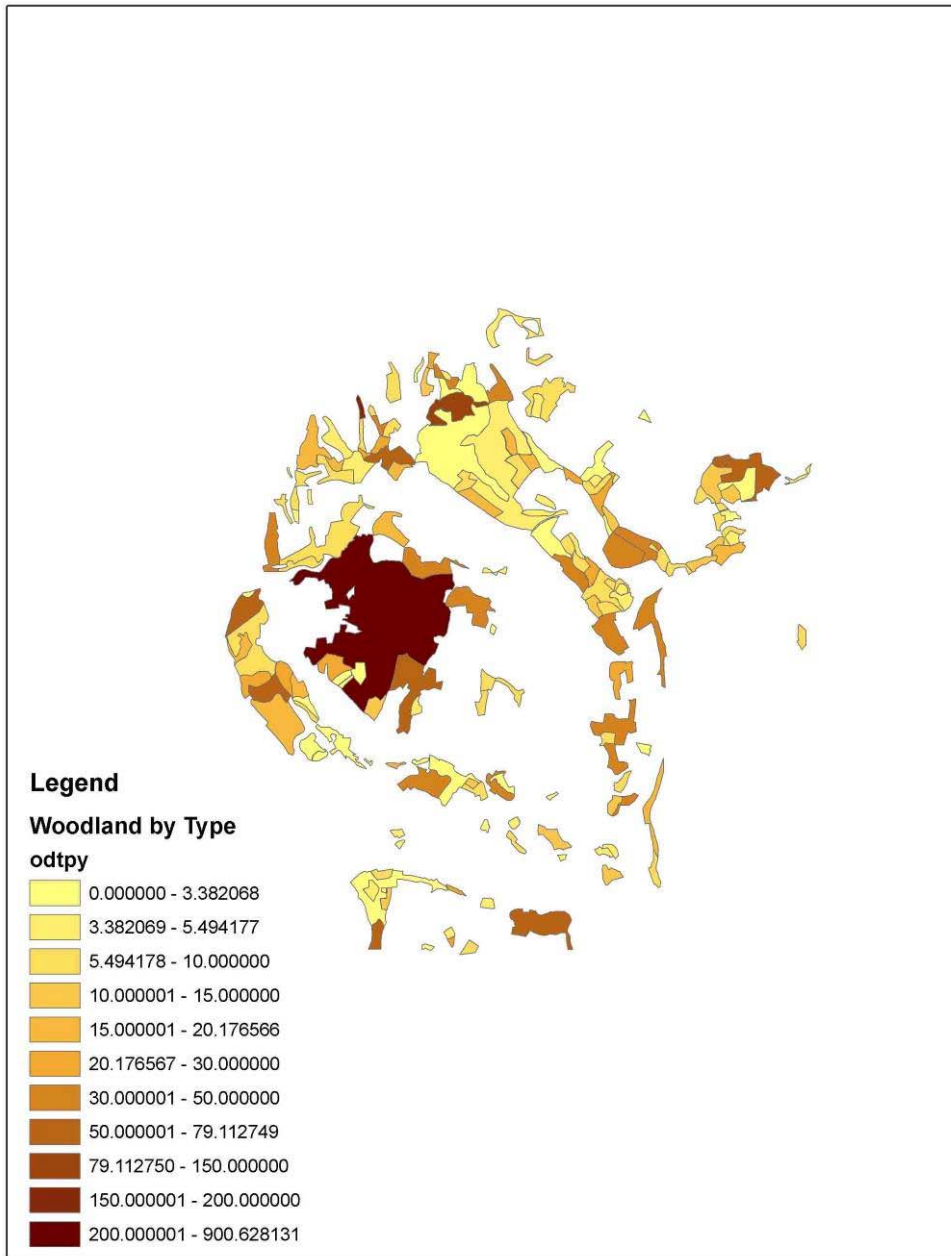 Legend
Woodland by Type
odtpy
0.000000 - 3.382068
3.382069 - 5.494177
5.494178 - 10.000000
10.000001 - 15.000000
15.000001 - 20.176566
20.176567 - 30.000000
30.000001 - 50.000000
50.000001 - 79.112749
79.112750 - 150.000000
150.000001 - 200.000000
200.000001 - 900.628131